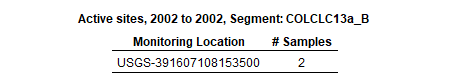 Active sites, 2002 to 2002, Segment: COLCLC13a_B
Monitoring Location # Samples
USGS-391607108153500 2